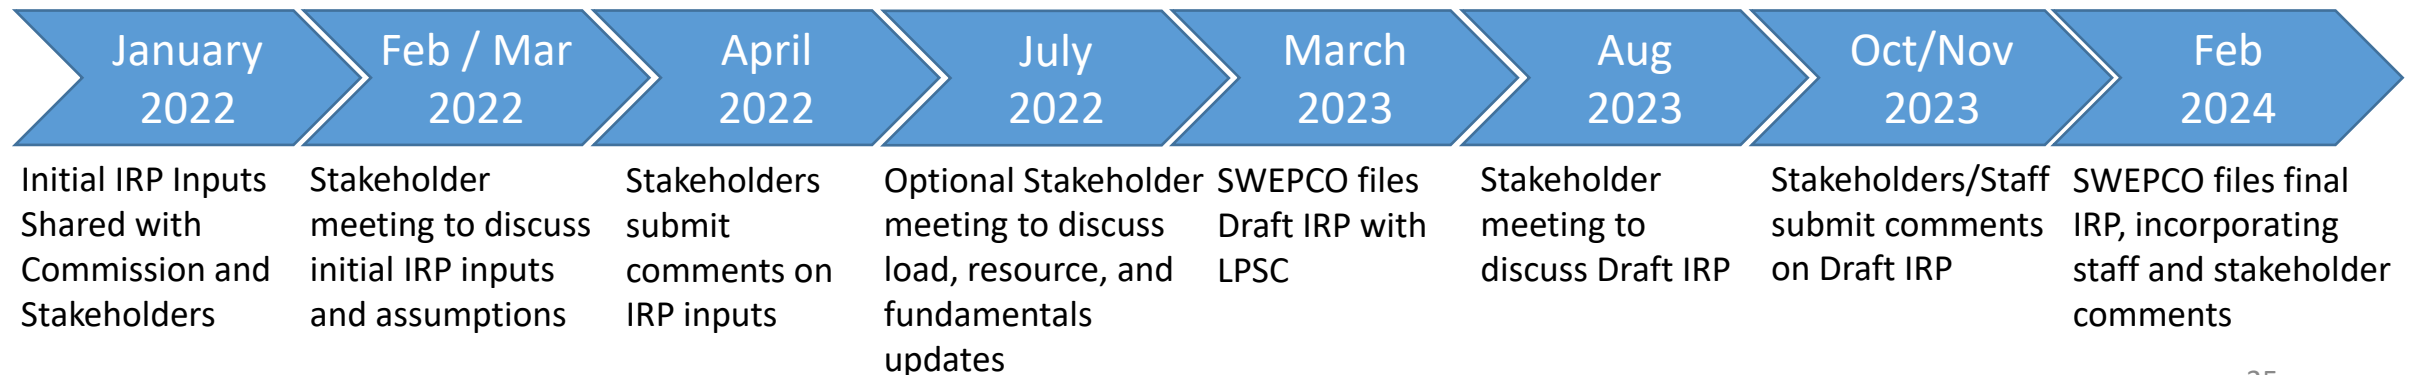 January
2022
Feb / Mar
2022
April
2022
July
2022
March
2023
Aug
2023
Oct/Nov
2023
Feb
2024
Initial IRP Inputs
Shared with
Commission and
Stakeholders
Stakeholder
meeting to discuss
initial IRP inputs
and assumptions
Stakeholders
submit
comments on
IRP inputs
Optional Stakeholder
meeting to discuss
load, resource, and
fundamentals
updates
SWEPCO files
Draft IRP with
LPSC
Stakeholder
meeting to
discuss Draft IRP
Stakeholders/Staff
submit comments
on Draft IRP
SWEPCO files final
IRP, incorporating
staff and stakeholder
comments